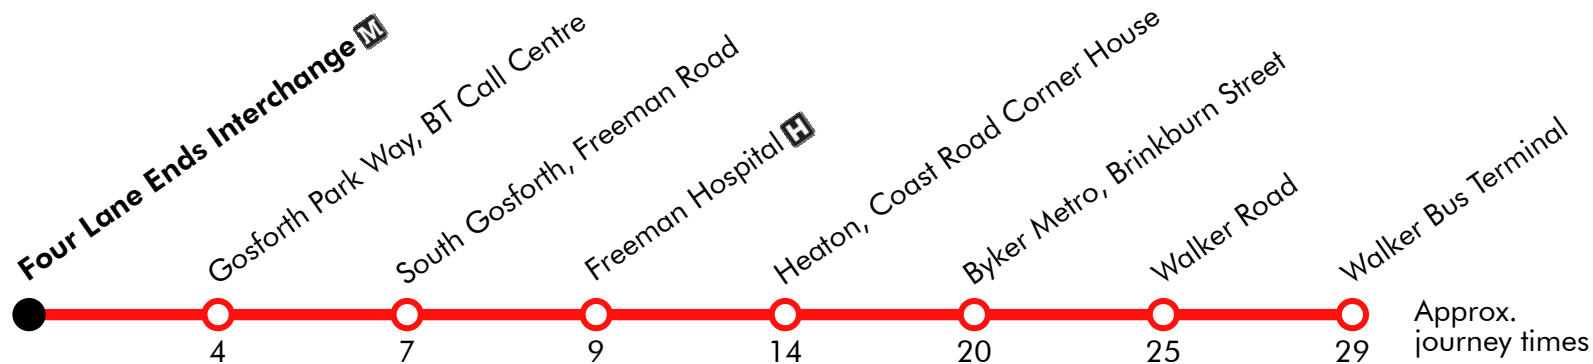 Four Lane Ends Interchange M
Gosforth Park Way, BT Call Centre
South Gosforth, Freeman Road
Freeman Hospital H
Heaton, Coast Road Corner House
Byker Metro, Brinkburn Street
Walker Road
Walker Bus Terminal
4
7
9
14
20
25
29
Approx.
journey times